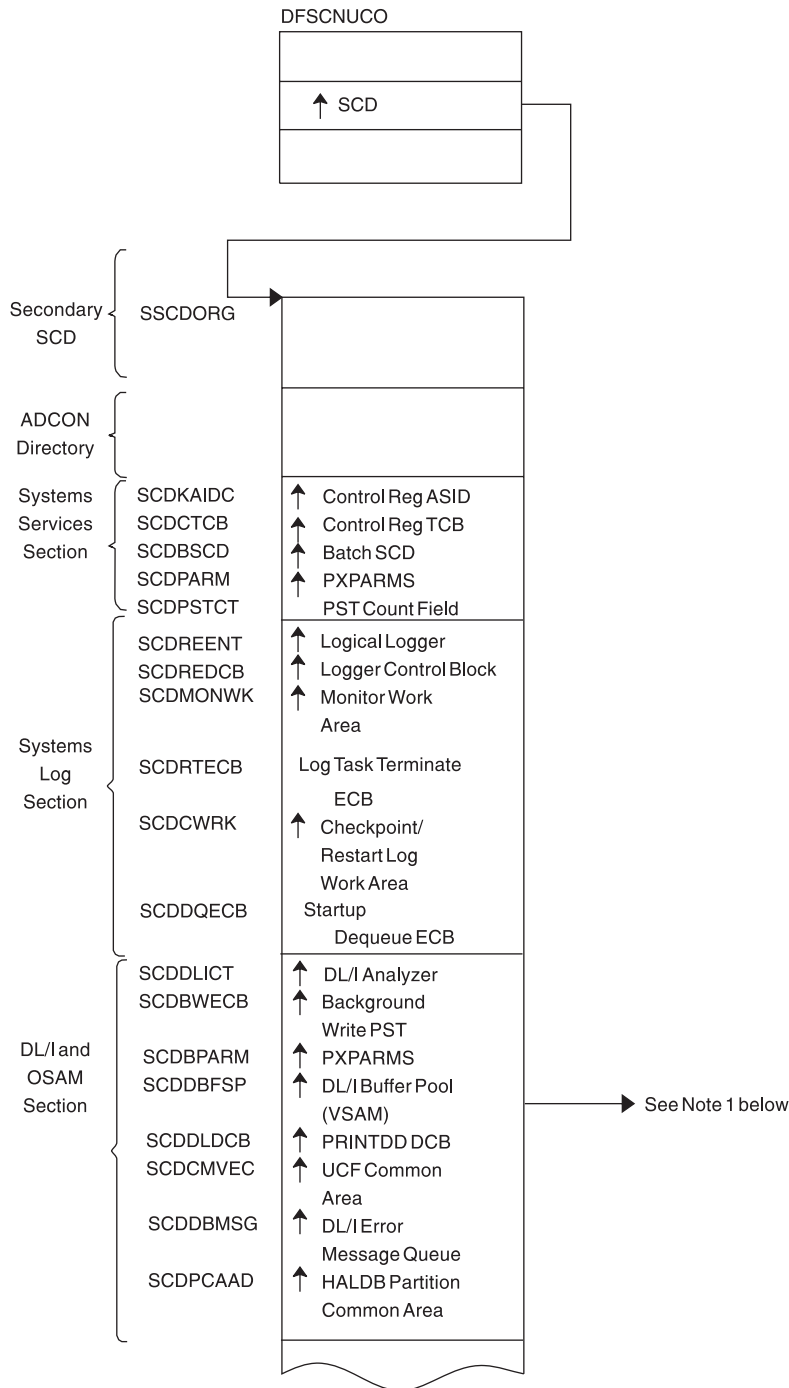 DFSCNUCO
SCD
Secondary
SCD
SSCDORG
ADCON
Directory
Systems
Services
Section
SCDKAIDC Control Reg ASID
SCDCTCB Control Reg TCB
SCDBSCD Batch SCD
SCDPARM PXPARMS
SCDPSTCT PST Count Field
Systems
Log
Section
SCDREENT Logical Logger
SCDREDCB Logger Control Block
SCDMONWK Monitor Work
Area
SCDRTECB Log Task Terminate
ECB
SCDCWRK Checkpoint/
Restart Log
Work Area
SCDDQECB Startup
Dequeue ECB
DL/I and
OSAM
Section
SCDDLICT DL/I Analyzer
SCDBWECB Background
Write PST
SCDBPARM PXPARMS
SCDDBFSP DL/I Buffer Pool
(VSAM)
See Note 1 below
SCDDLDCB PRINTDD DCB
SCDCMVEC UCF Common
Area
SCDDBMSG DL/I Error
Message Queue
SCDPCAAD HALDB Partition
Common Area